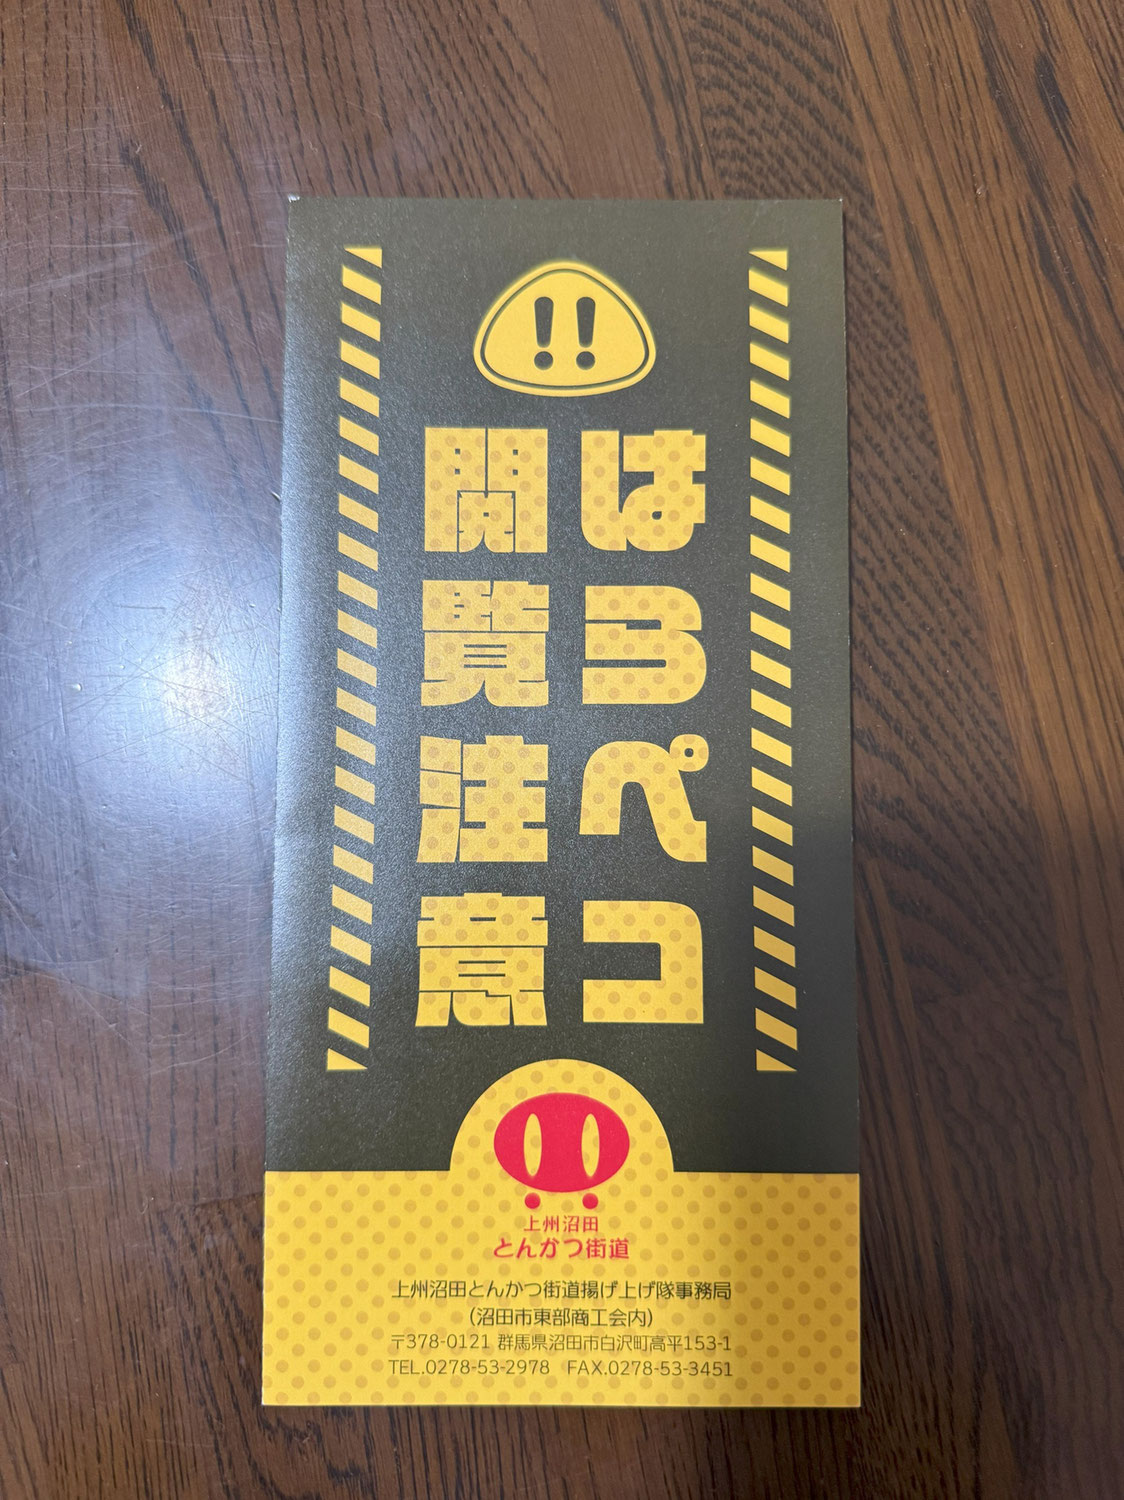 !!
はらペコ
閲覧注意
上州沼田
とんかつ街道
上州沼田とんかつ街道揚げ上げ隊事務局
(沼田市東部商工会内)
〒378-0121 群馬県沼田市白沢町高平153-1
TEL.0278-53-2978 FAX.0278-53-3451